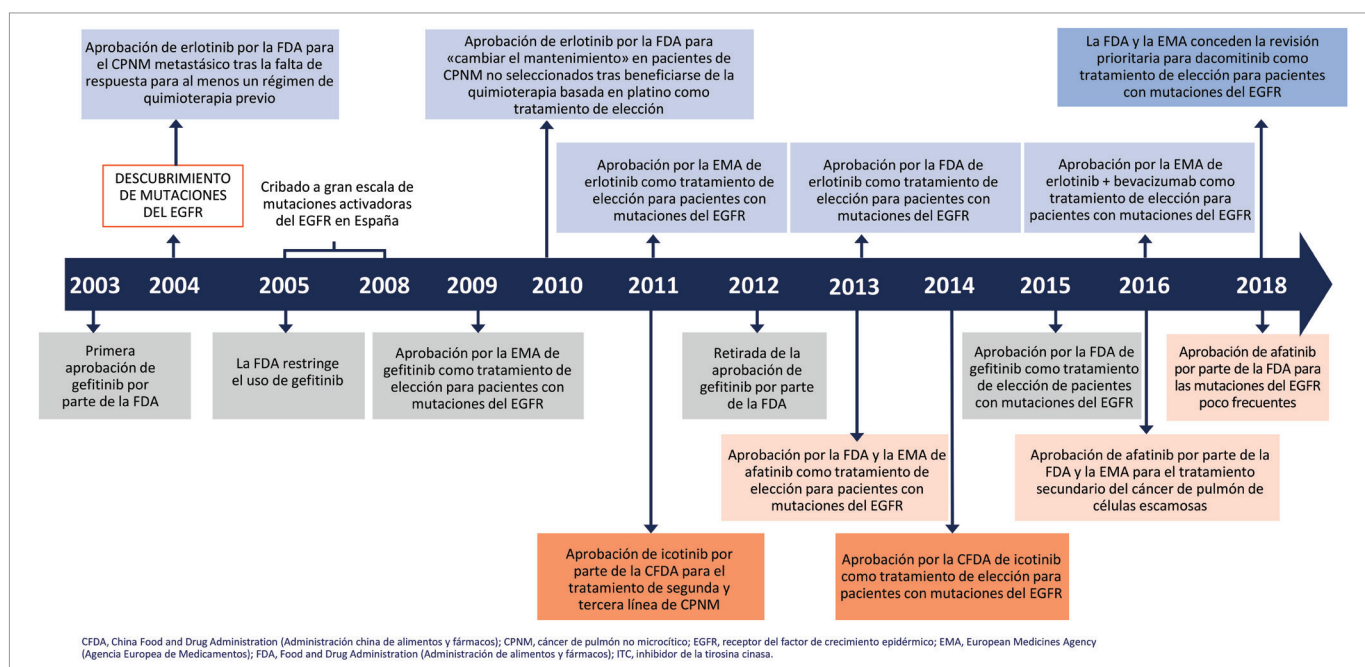 Aprobación de erlotinib por la FDA para
el CPNM metastásico tras la falta de
respuesta para al menos un régimen de
quimioterapia previo
Aprobación de erlotinib por la FDA para
«cambiar el mantenimiento» en pacientes de
CPNM no seleccionados tras beneficiarse de la
quimioterapia basada en platino como
tratamiento de elección
La FDA y la EMA conceden la revisión
prioritaria para dacomitinib como
tratamiento de elección para pacientes
con mutaciones del EGFR
DESCUBRIMIENTO
DE MUTACIONES
DEL EGFR
Cribado a gran escala de
mutaciones activadoras
del EGFR en España
Aprobación por la EMA de
erlotinib como tratamiento de
elección para pacientes con
mutaciones del EGFR
Aprobación por la FDA de
erlotinib como tratamiento de
elección para pacientes con
mutaciones del EGFR
Aprobación por la EMA de
erlotinib + bevacizumab como
tratamiento de elección para
pacientes con mutaciones del EGFR
2003 2004 2005 2008 2009 2010 2011 2012 2013 2014 2015 2016 2018
Primera
aprobación de
gefitinib por
parte de la FDA
La FDA restringe
el uso de gefitinib
Aprobación por la EMA de
gefitinib como tratamiento de
elección para pacientes con
mutaciones del EGFR
Retirada de la
aprobación de
gefitinib por parte
de la FDA
Aprobación por la FDA de
gefitinib como tratamiento
de elección de pacientes
con mutaciones del EGFR
Aprobación de afatinib
por parte de la FDA para
las mutaciones del EGFR
poco frecuentes
Aprobación por la FDA y la EMA de
afatinib como tratamiento de
elección para pacientes con
mutaciones del EGFR
Aprobación de afatinib por parte de la
FDA y la EMA para el tratamiento
secundario del cáncer de pulmón de
células escamosas
Aprobación de icotinib por
parte de la CFDA para el
tratamiento de segunda y
tercera línea de CPNM
Aprobación por la CFDA de icotinib
como tratamiento de elección para
pacientes con mutaciones del EGFR
CFDA, China Food and Drug Administration (Administración china de alimentos y fármacos); CPNM, cáncer de pulmón no microcítico; EGFR, receptor del factor de crecimiento epidérmico; EMA, European Medicines Agency
(Agencia Europea de Medicamentos); FDA, Food and Drug Administration (Administración de alimentos y fármacos); ITC, inhibidor de la tirosina cinasa.